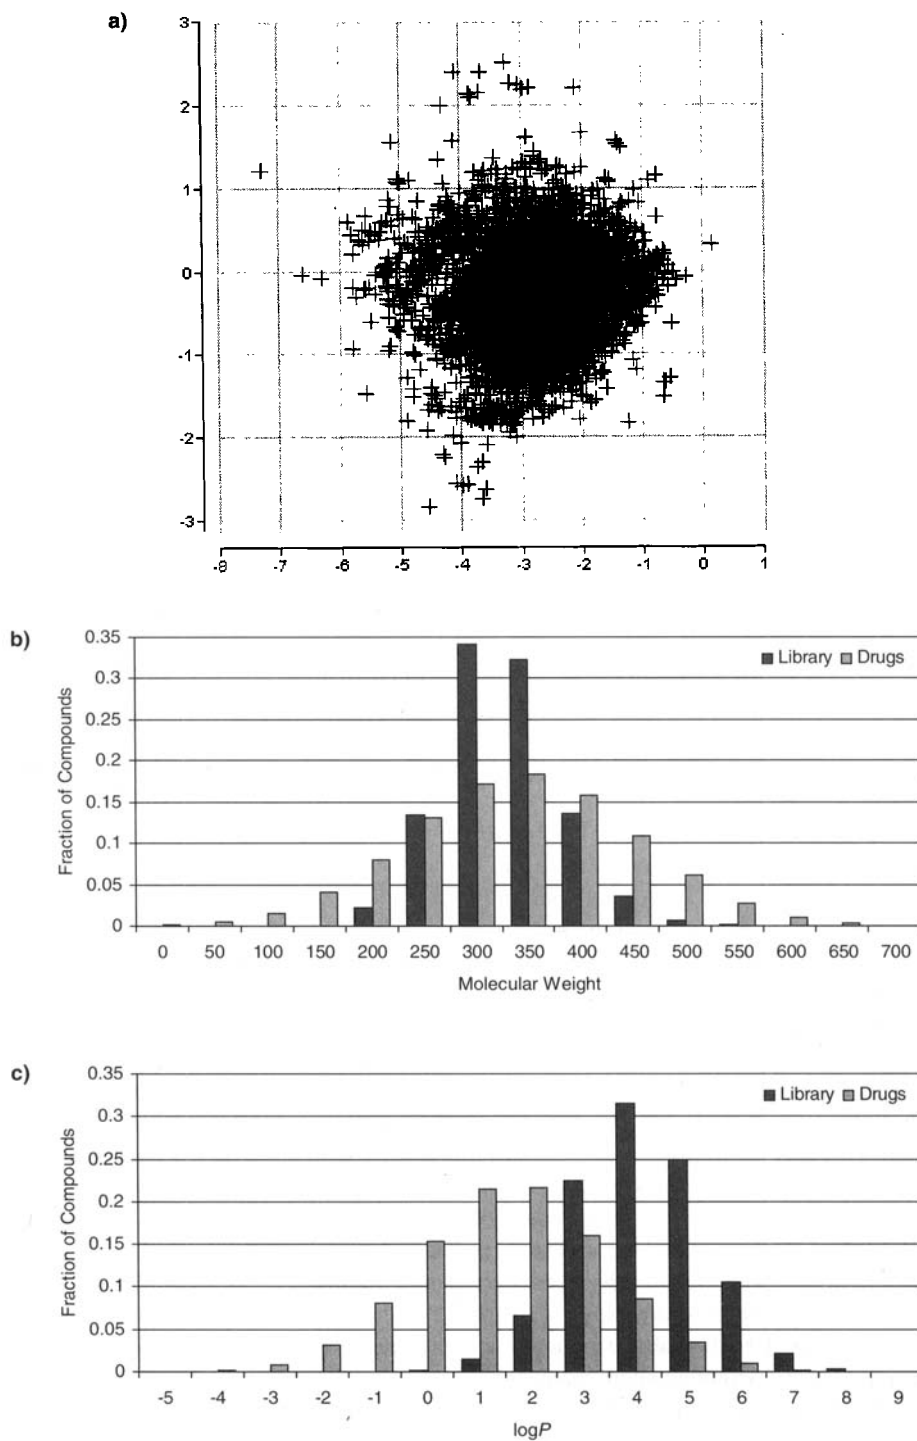 a)
3
2
1
0
-1
-2
-3
-8 -7 -6 -5 -4 -3 -2 -1 0 1
b)
0.35
Library Drugs
0.3
0.25
0.2
0.15
0.1
0.05
0
Fraction of Compounds
0 50 100 150 200 250 300 350 400 450 500 550 600 650 700
Molecular Weight
c)
0.35
Library Drugs
0.3
0.25
0.2
0.15
0.1
0.05
0
Fraction of Compounds
-5 -4 -3 -2 -1 0 1 2 3 4 5 6 7 8 9
logP